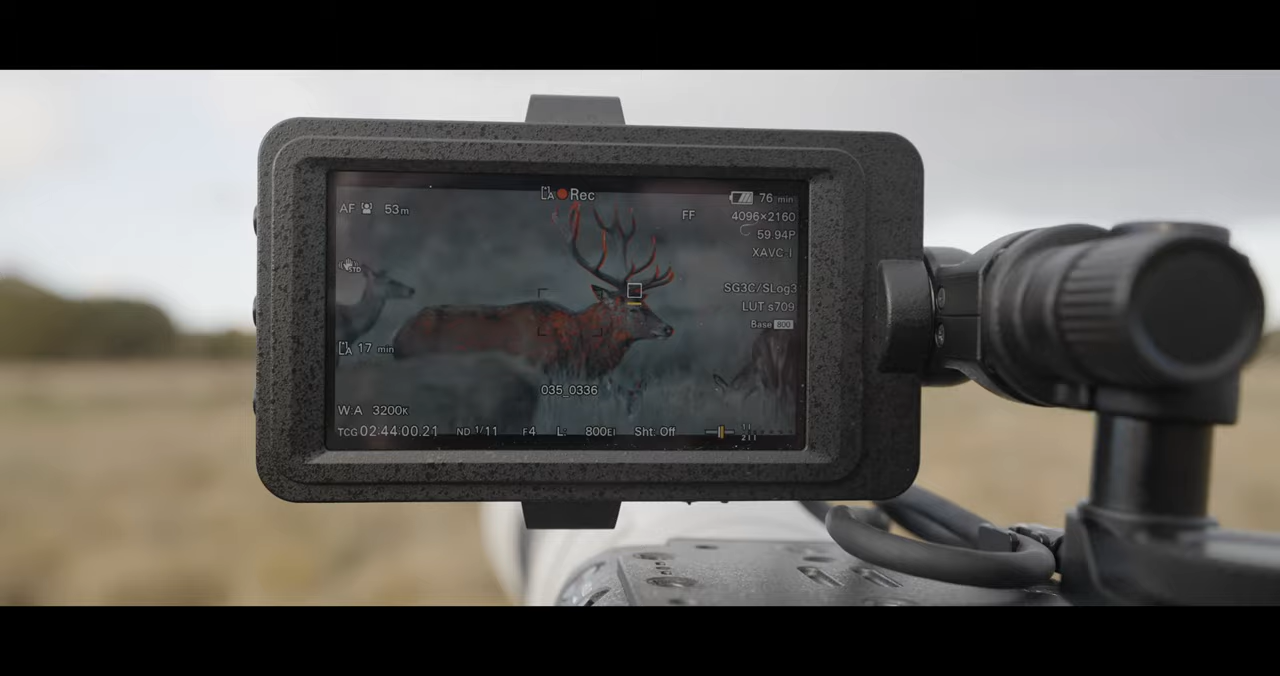 Rec
AF 53m
76 min
FF
4096×2160
59.94P
XAVC-I
STD
SG3C/SLog3
LUT s709
Base 800
A 17 min
035_0336
W:A 3200K
TCG 02:44:00.21 ND 1/11 F4 L: 800EI Sht: Off